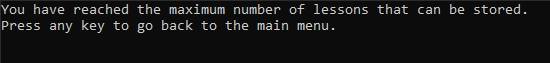 You have reached the maximum number of lessons that can be stored.
Press any key to go back to the main menu.